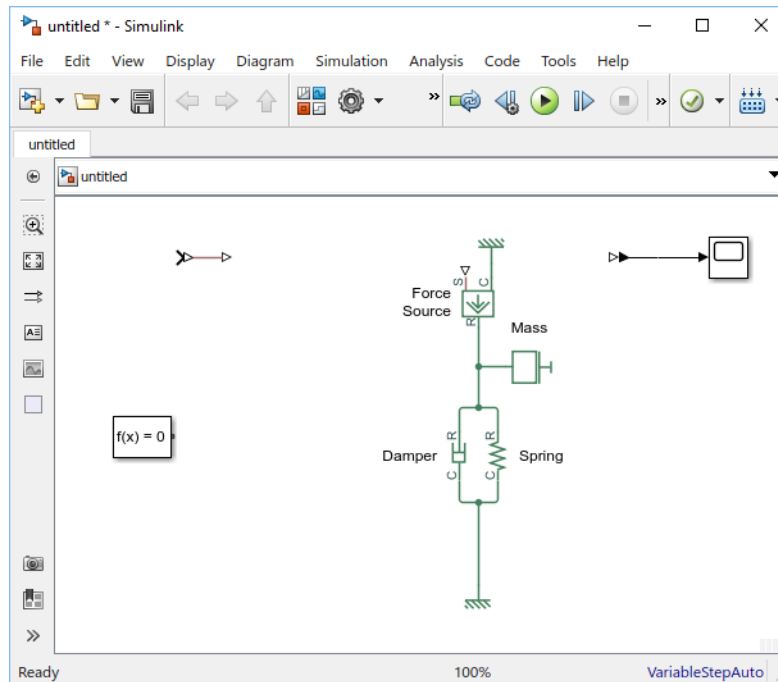 untitled * - Simulink
File Edit View Display Diagram Simulation Analysis Code Tools Help
»
»
untitled
untitled
S
C
Force
Source
R
Mass
f(x) = 0
R
R
Damper
Spring
C
C
A
»
Ready
100%
VariableStepAuto